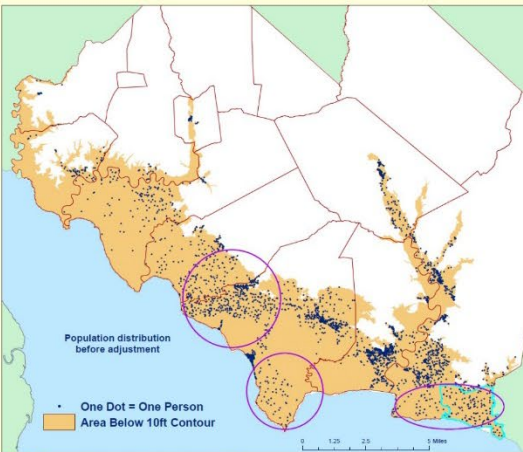 Population distribution
before adjustment
One Dot = One Person
Area Below 10ft Contour
0 1.25 2.5 5 Miles